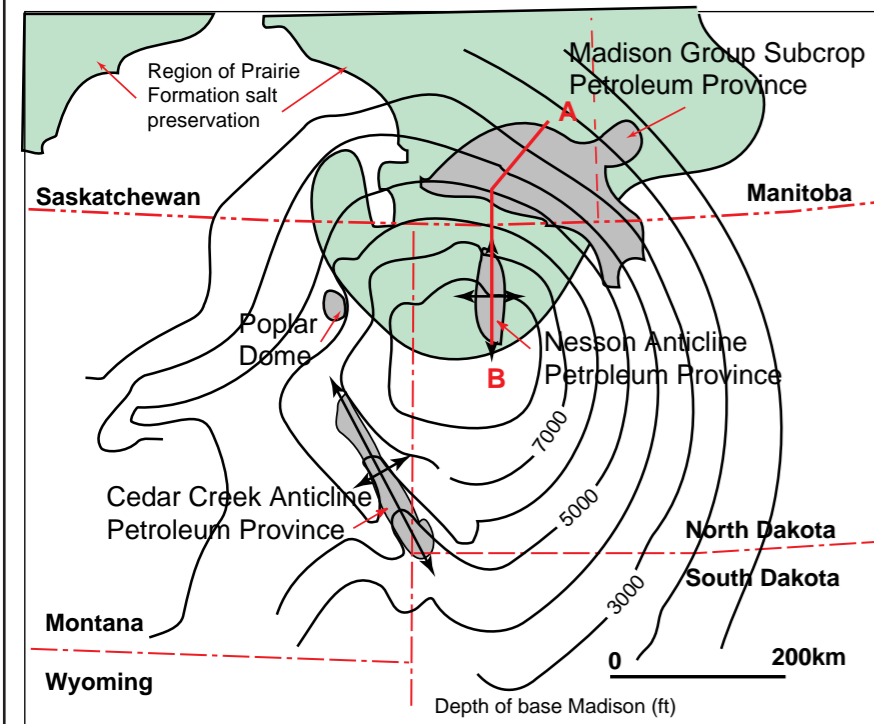 Madison Group Subcrop
Petroleum Province
Region of Prairie
Formation salt
preservation
A
Saskatchewan
Manitoba
Poplar
Dome
Nesson Anticline
Petroleum Province
B
7000
Cedar Creek Anticline
Petroleum Province
5000
North Dakota
South Dakota
3000
Montana
Wyoming
0
200km
Depth of base Madison (ft)